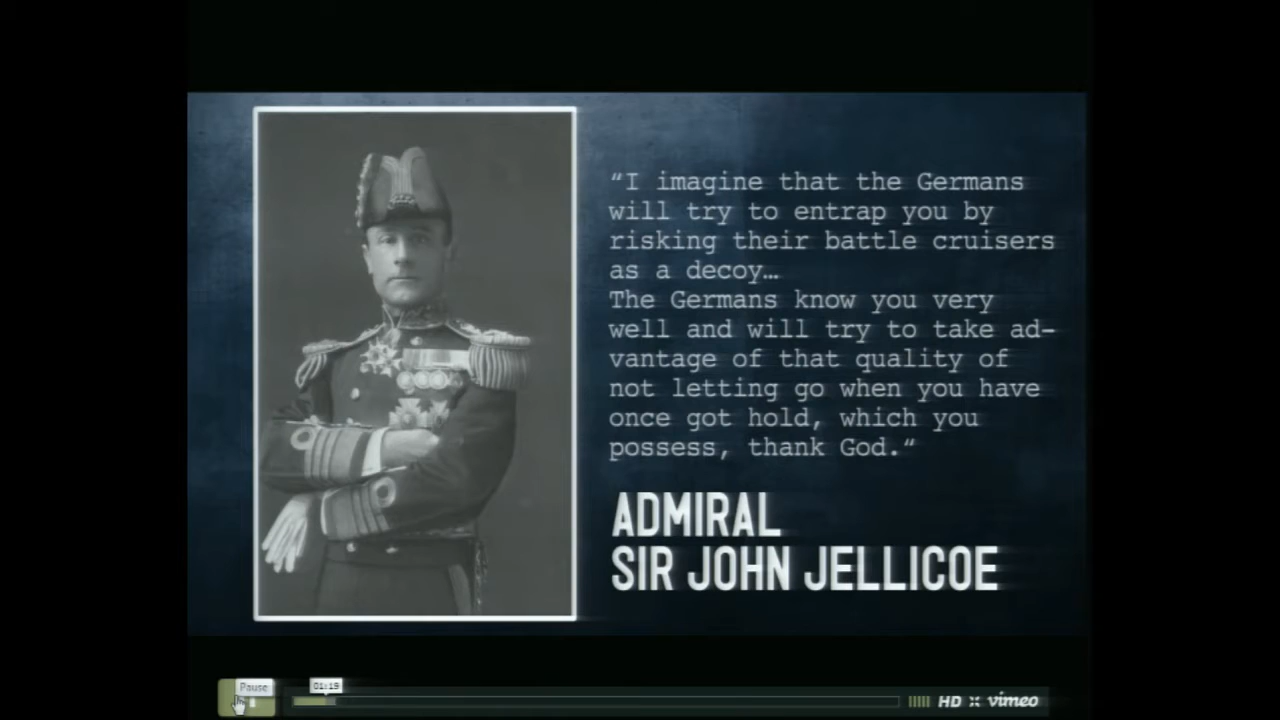 “I imagine that the Germans
will try to entrap you by
risking their battle cruisers
as a decoy…
The Germans know you very
well and will try to take ad-
vantage of that quality of
not letting go when you have
once got hold, which you
possess, thank God.“
ADMIRAL
SIR JOHN JELLICOE
Pause
01:19
HD vimeo